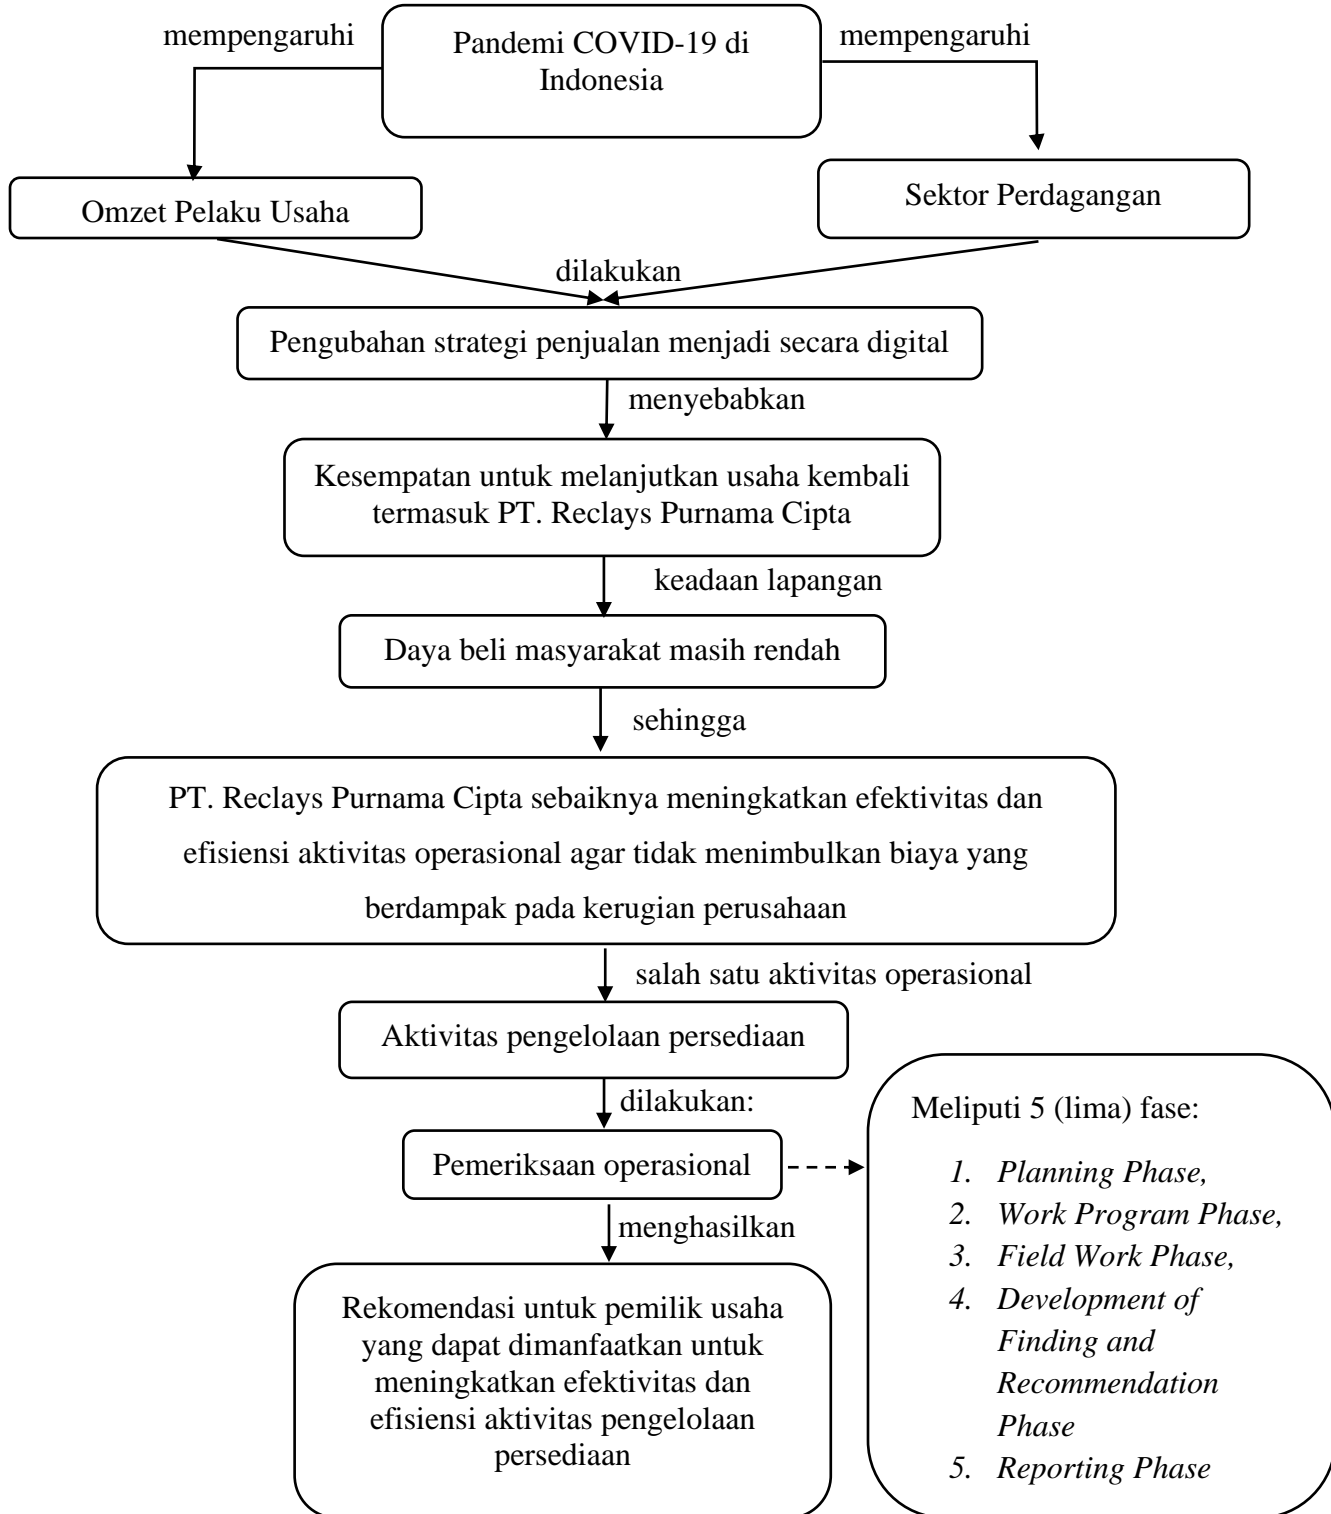 mempengaruhi
Pandemi COVID-19 di
Indonesia
mempengaruhi
Omzet Pelaku Usaha
Sektor Perdagangan
dilakukan
Pengubahan strategi penjualan menjadi secara digital
menyebabkan
Kesempatan untuk melanjutkan usaha kembali
termasuk PT. Reclays Purnama Cipta
keadaan lapangan
Daya beli masyarakat masih rendah
sehingga
PT. Reclays Purnama Cipta sebaiknya meningkatkan efektivitas dan
efisiensi aktivitas operasional agar tidak menimbulkan biaya yang
berdampak pada kerugian perusahaan
salah satu aktivitas operasional
Aktivitas pengelolaan persediaan
dilakukan:
Pemeriksaan operasional
menghasilkan
Rekomendasi untuk pemilik usaha
yang dapat dimanfaatkan untuk
meningkatkan efektivitas dan
efisiensi aktivitas pengelolaan
persediaan
Meliputi 5 (lima) fase:
1. Planning Phase,
2. Work Program Phase,
3. Field Work Phase,
4. Development of
Finding and
Recommendation
Phase
5. Reporting Phase